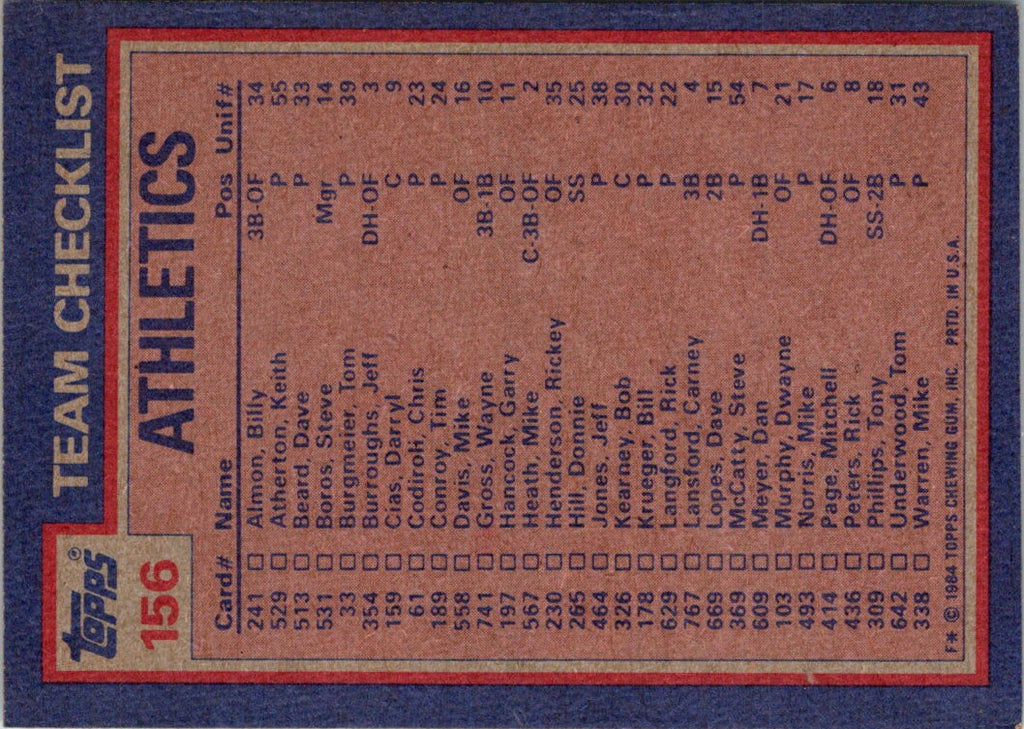 TEAM CHECKLIST
Topps®
156
ATHLETICS
Card# Name Pos Unif#
241 □ Almon, Billy 3B-OF 34
529 □ Atherton, Keith P 55
513 □ Beard, Dave P 33
531 □ Boros, Steve Mgr 14
33 □ Burgmeier, Tom P 39
354 □ Burroughs, Jeff DH-OF 3
159 □ Cias, Darryl C 9
61 □ Codiroli, Chris P 23
189 □ Conroy, Tim P 24
558 □ Davis, Mike OF 16
741 □ Gross, Wayne 3B-1B 10
197 □ Hancock, Garry OF 11
567 □ Heath, Mike C-3B-OF 2
230 □ Henderson, Rickey OF 35
265 □ Hill, Donnie SS 25
464 □ Jones, Jeff P 38
326 □ Kearney, Bob C 30
178 □ Krueger, Bill P 32
629 □ Langford, Rick P 22
767 □ Lansford, Carney 3B 4
669 □ Lopes, Dave 2B 15
369 □ McCatty, Steve P 54
609 □ Meyer, Dan DH-1B 7
103 □ Murphy, Dwayne OF 21
493 □ Norris, Mike P 17
414 □ Page, Mitchell DH-OF 6
436 □ Peters, Rick OF 8
309 □ Phillips, Tony SS-2B 18
642 □ Underwood, Tom P 31
338 □ Warren, Mike P 43
F* © 1984 TOPPS CHEWING GUM, INC. PRTD. IN U.S.A.